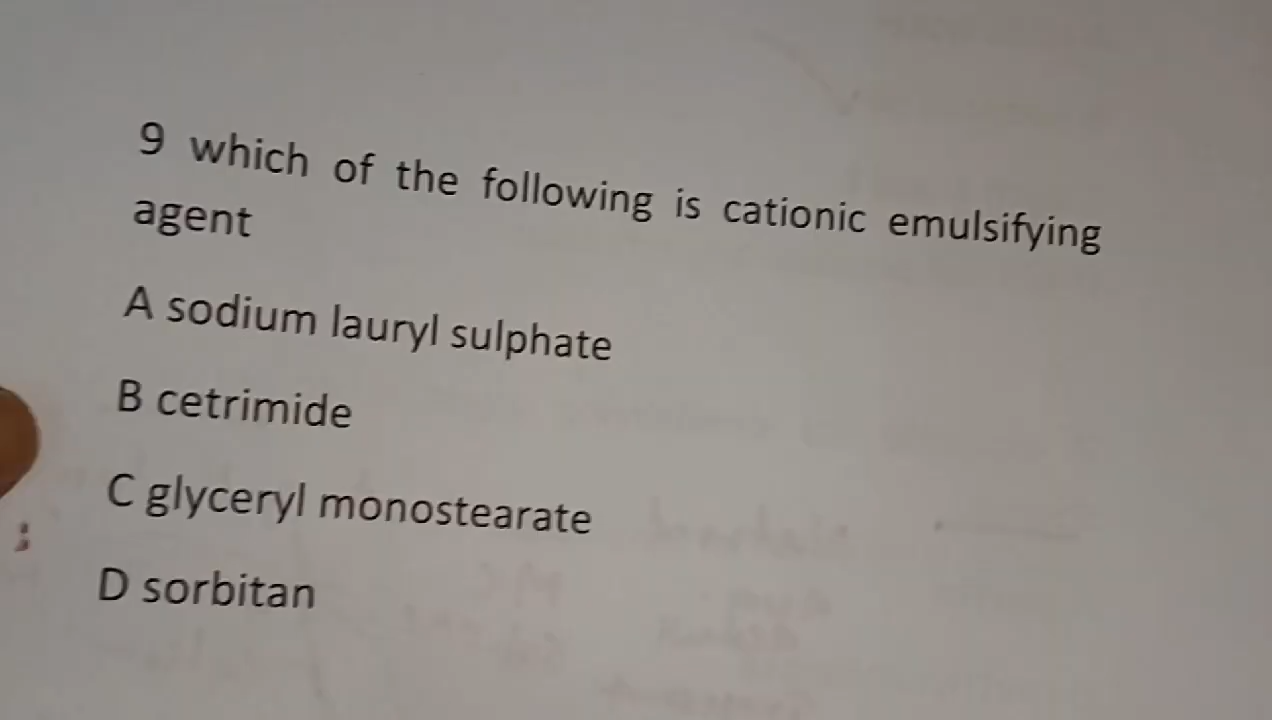 9 which of the following is cationic emulsifying
agent
A sodium lauryl sulphate
B cetrimide
C glyceryl monostearate
D sorbitan